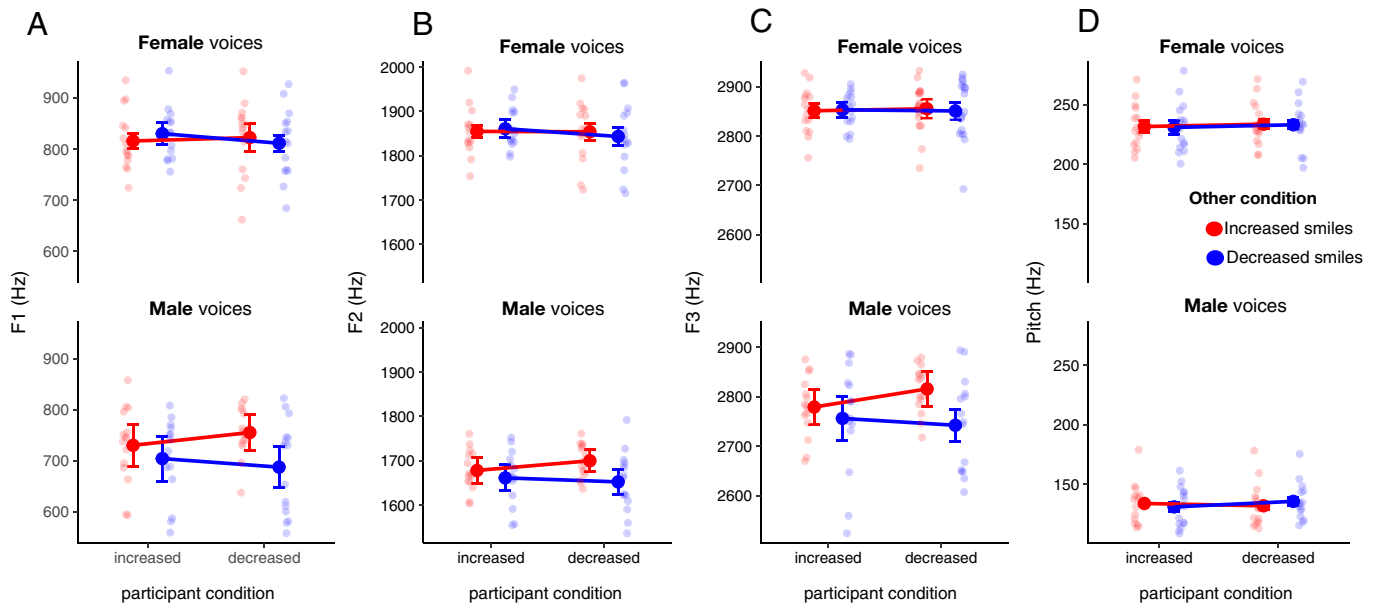 A
Female voices
900
800
700
600
F1 (Hz)
Male voices
900
800
700
600
increased
decreased
participant condition
B
Female voices
2000
1900
1800
1700
1600
F2 (Hz)
Male voices
2000
1900
1800
1700
1600
increased
decreased
participant condition
C
Female voices
2900
2800
2700
2600
F3 (Hz)
Male voices
2900
2800
2700
2600
increased
decreased
participant condition
D
Female voices
250
200
150
Other condition
Increased smiles
Decreased smiles
Pitch (Hz)
Male voices
250
200
150
increased
decreased
participant condition